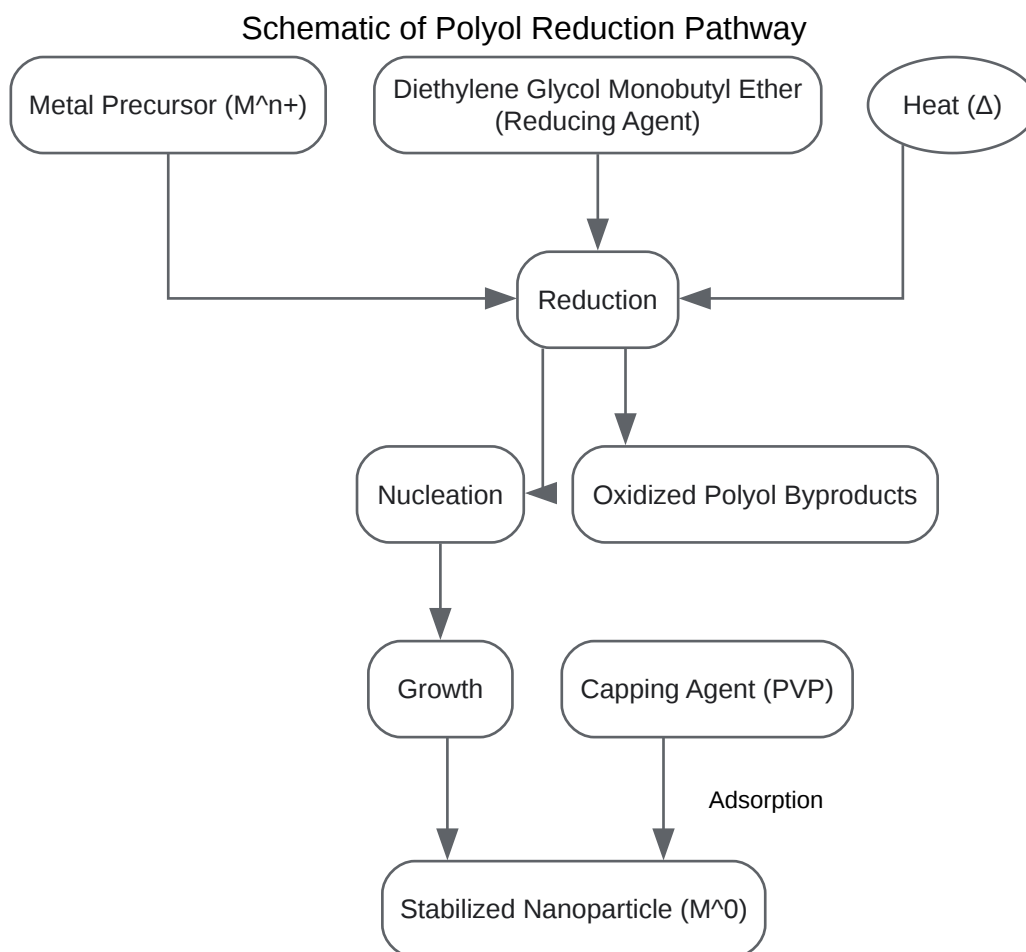 Schematic of Polyol Reduction Pathway
Metal Precursor (M^n+)
Diethylene Glycol Monobutyl Ether
(Reducing Agent)
Heat (Δ)
Reduction
Nucleation
Oxidized Polyol Byproducts
Growth
Capping Agent (PVP)
Adsorption
Stabilized Nanoparticle (M^0)